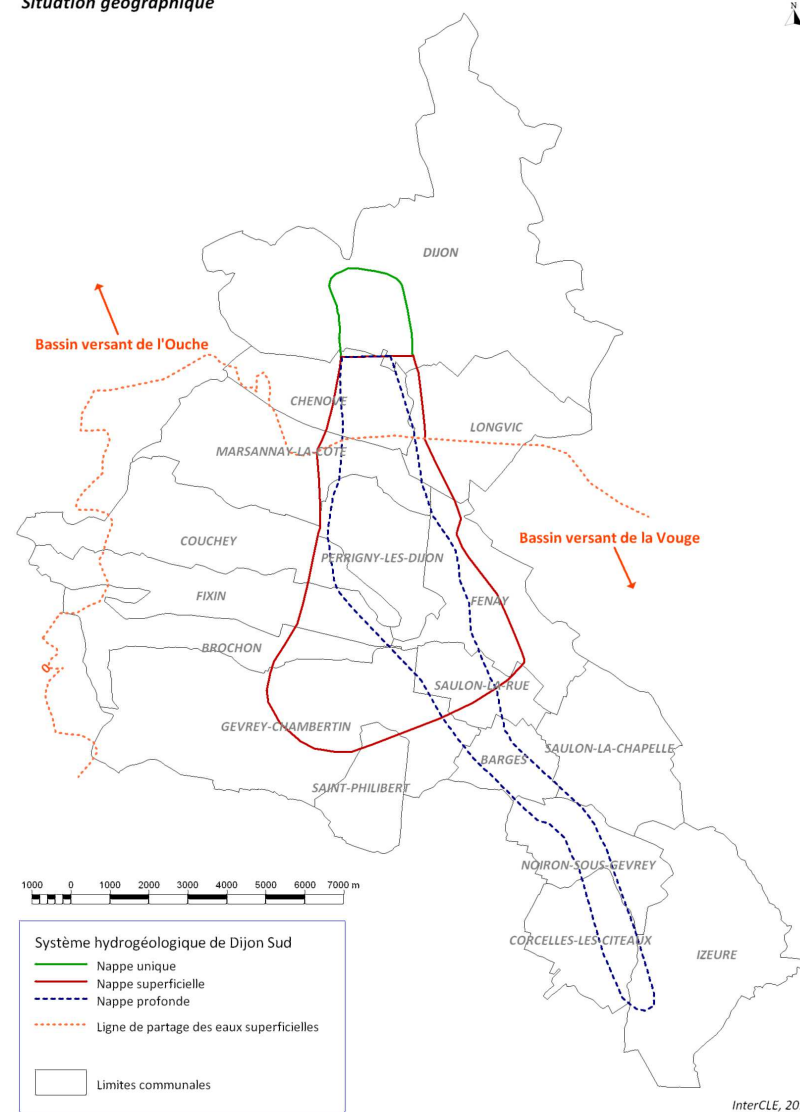 Situation géographique
N
DIJON
Bassin versant de l'Ouche
CHENOVE
LONGVIC
MARSANNAY-LA-COTE
Bassin versant de la Vouge
COUCHEY
PERRIGNY-LES-DIJON
FIXIN
FENAY
BROCHON
SAULON-LA-RUE
GEVREY-CHAMBERTIN
SAULON-LA-CHAPELLE
BARGES
SAINT-PHILIBERT
NOIRON-SOUS-GEVREY
1000 0 1000 2000 3000 4000 5000 6000 7000 m
CORCELLES-LES-CITEAUX
IZEURE
Système hydrogéologique de Dijon Sud
Nappe unique
Nappe superficielle
Nappe profonde
Ligne de partage des eaux superficielles
Limites communales
InterCLE, 20